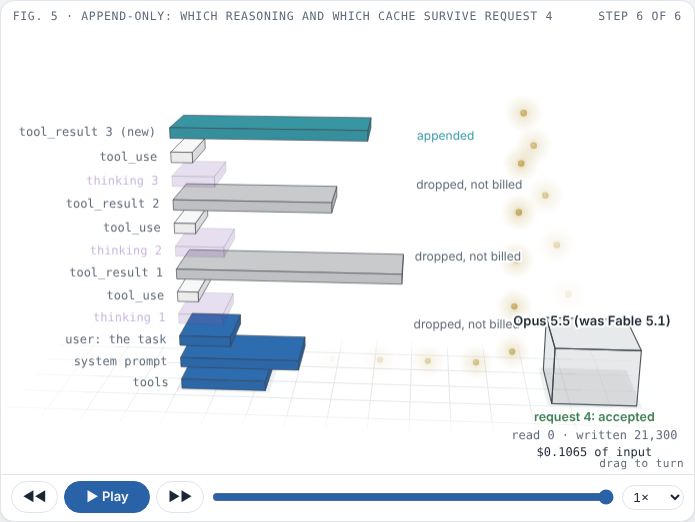 FIG. 5 · APPEND-ONLY: WHICH REASONING AND WHICH CACHE SURVIVE REQUEST 4
STEP 6 OF 6
tool_result 3 (new)
appended
tool_use
thinking 3
dropped, not billed
tool_result 2
tool_use
thinking 2
dropped, not billed
tool_result 1
tool_use
thinking 1
dropped, not billed
Opus 5.5 (was Fable 5.1)
user: the task
system prompt
tools
request 4: accepted
read 0 · written 21,300
$0.1065 of input
drag to turn
Play
1×